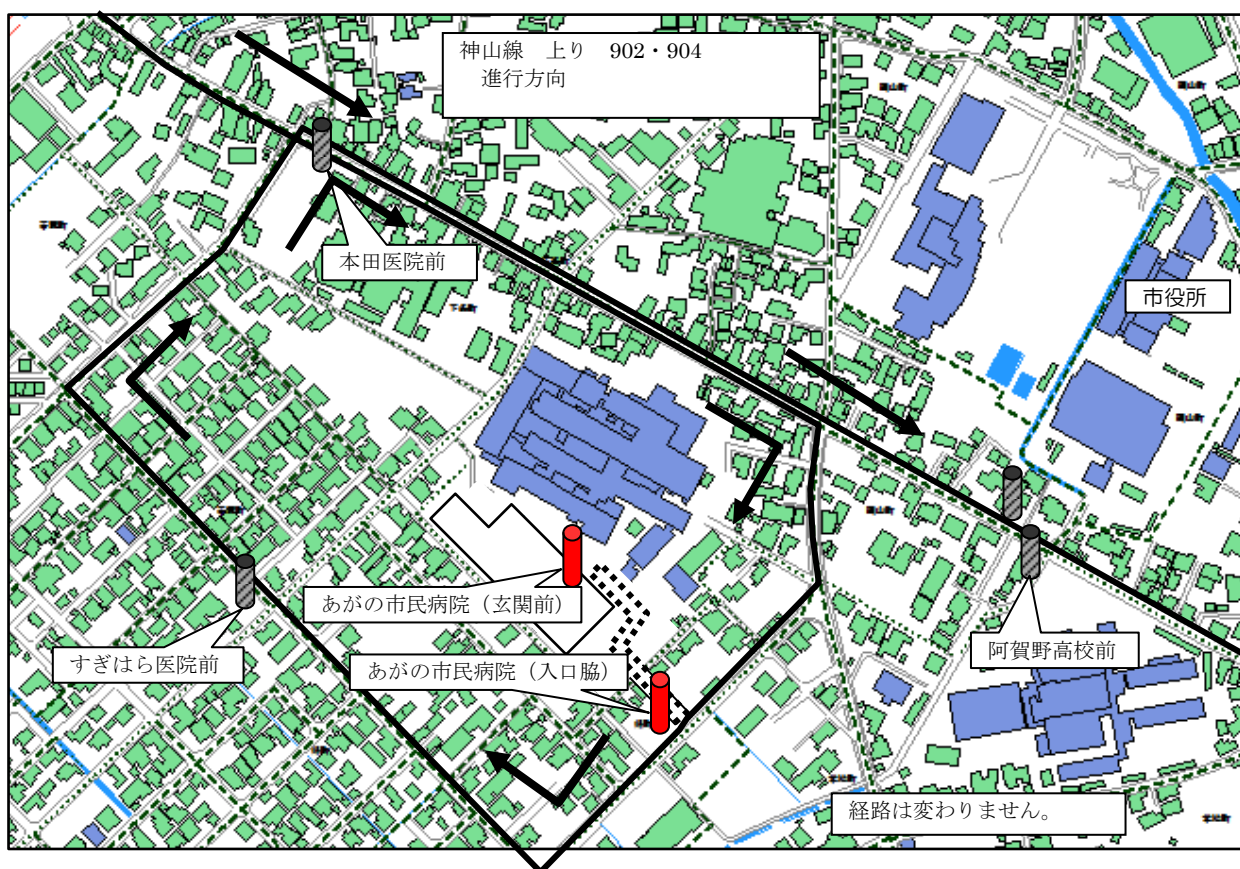 神山線　上り　902・904
進行方向
本田医院前
市役所
あがの市民病院（玄関前）
すぎはら医院前
あがの市民病院（入口脇）
阿賀野高校前
経路は変わりません。